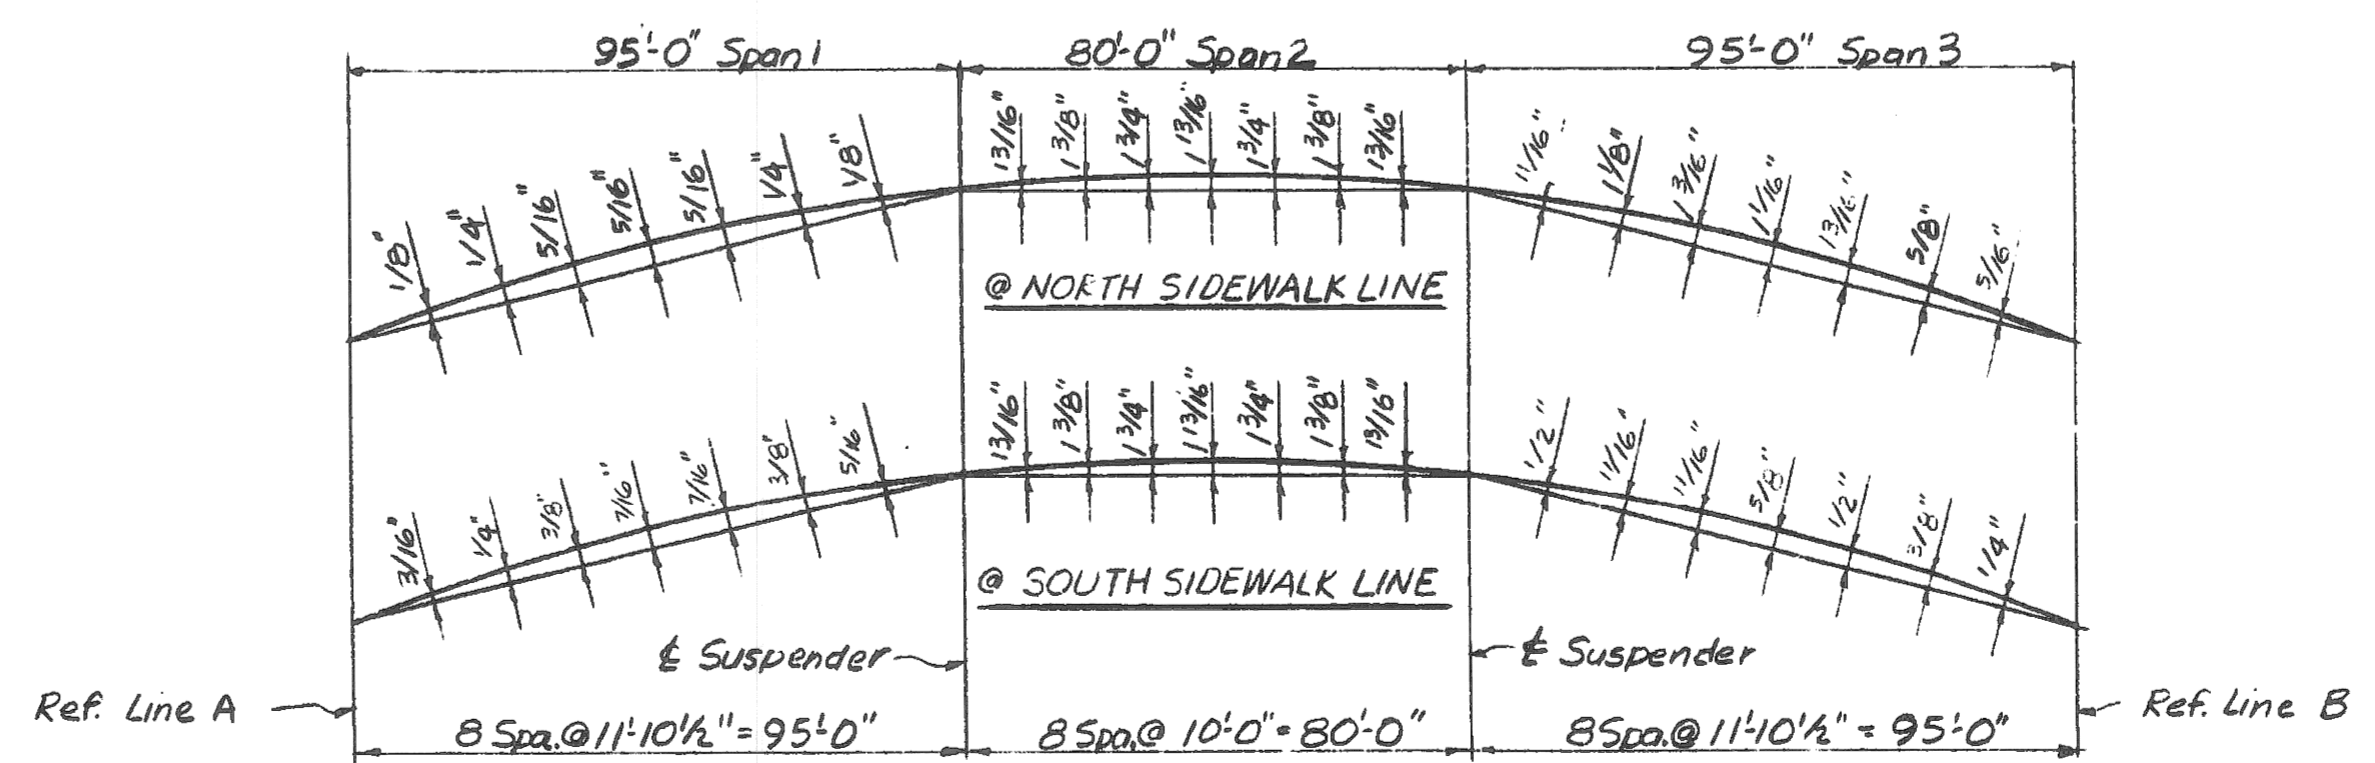 95'-0" Span 1 80'-0" Span 2 95'-0" Span 3
1/8" 1/4" 5/16" 5/16" 5/16" 1/4" 1/8" 13/16" 1 3/8" 1 3/4" 1 13/16" 1 3/4" 1 3/8" 13/16" 11/16" 1 1/8" 1 3/16" 1 1/16" 13/16" 5/8" 5/16"
@ NORTH SIDEWALK LINE
3/16" 1/4" 3/8" 7/16" 7/16" 3/8" 5/16" 13/16" 1 3/8" 1 3/4" 1 13/16" 1 3/4" 1 3/8" 13/16" 1/2" 11/16" 11/16" 5/8" 1/2" 3/8" 1/4"
@ SOUTH SIDEWALK LINE
℄ Suspender ℄ Suspender
Ref. Line A Ref. Line B
8 Spa. @ 11'-10 1/2" = 95'-0" 8 Spa. @ 10'-0" = 80'-0" 8 Spa. @ 11'-10 1/2" = 95'-0"